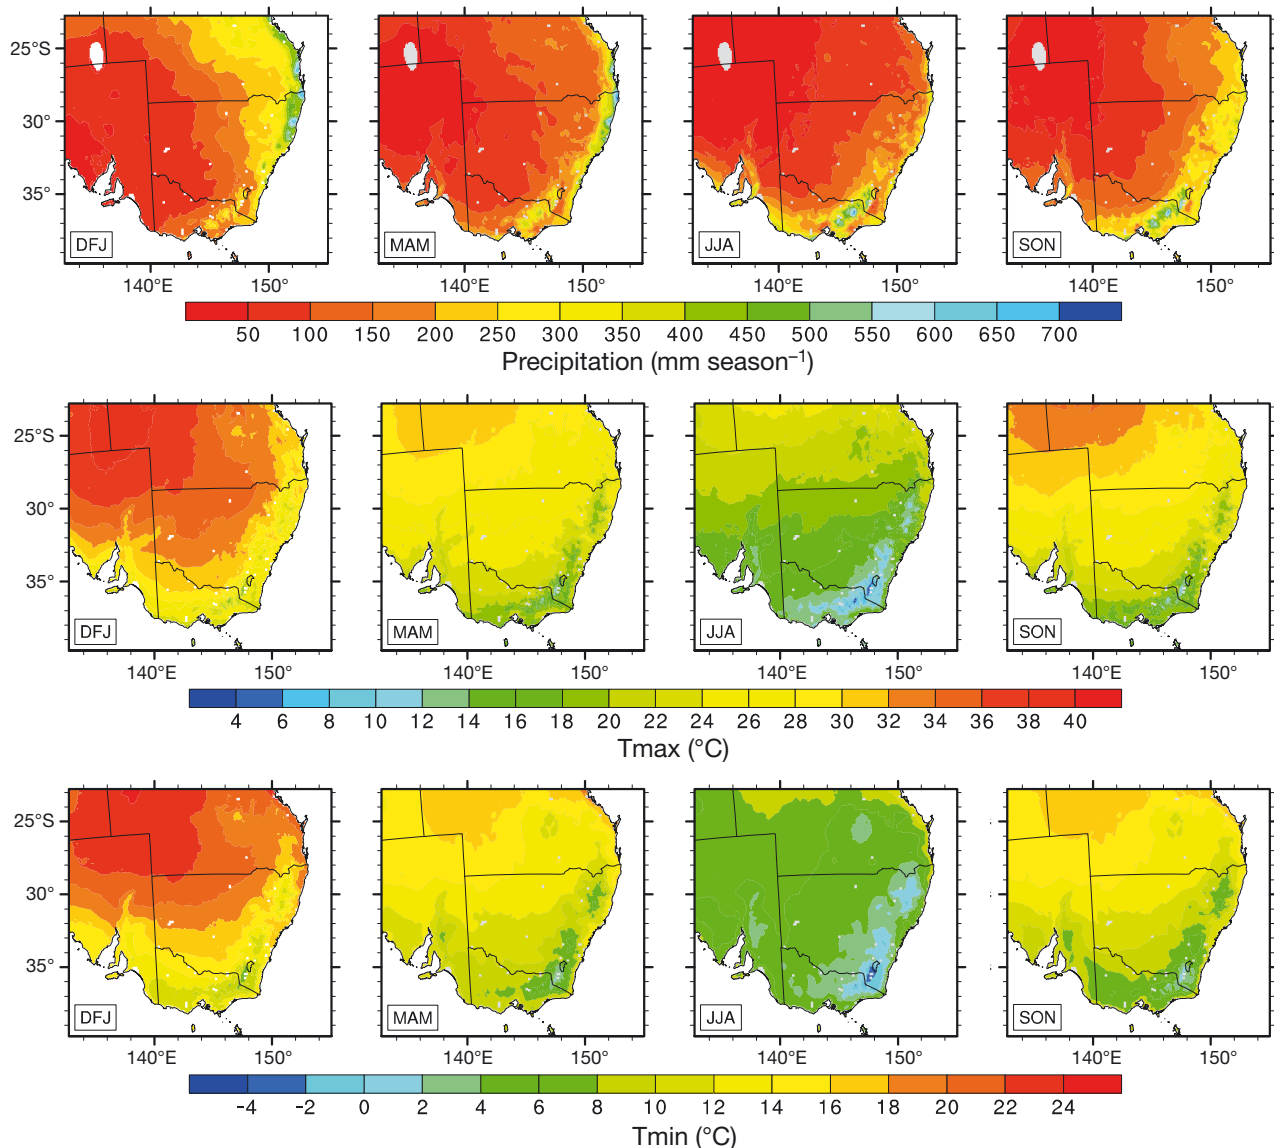 25°S
30°
35°
DFJ
MAM
JJA
SON
140°E 150° 140°E 150° 140°E 150° 140°E 150°
50 100 150 200 250 300 350 400 450 500 550 600 650 700
Precipitation (mm season⁻¹)
25°S
30°
35°
DFJ
MAM
JJA
SON
140°E 150° 140°E 150° 140°E 150° 140°E 150°
4 6 8 10 12 14 16 18 20 22 24 26 28 30 32 34 36 38 40
Tmax (°C)
25°S
30°
35°
DFJ
MAM
JJA
SON
140°E 150° 140°E 150° 140°E 150° 140°E 150°
−4 −2 0 2 4 6 8 10 12 14 16 18 20 22 24
Tmin (°C)